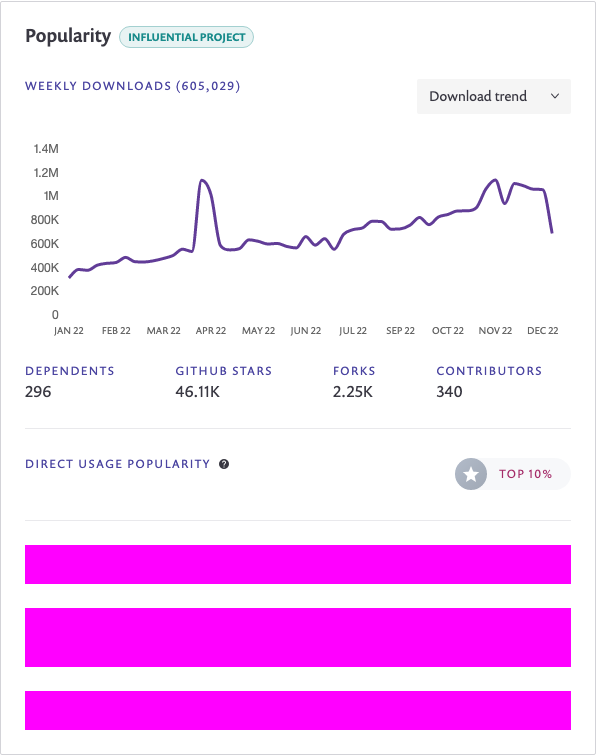 Popularity INFLUENTIAL PROJECT
WEEKLY DOWNLOADS (605,029)
Download trend
1.4M
1.2M
1M
800K
600K
400K
200K
0
JAN 22 FEB 22 MAR 22 APR 22 MAY 22 JUN 22 JUL 22 SEP 22 OCT 22 NOV 22 DEC 22
DEPENDENTS GITHUB STARS FORKS CONTRIBUTORS
296 46.11K 2.25K 340
DIRECT USAGE POPULARITY ?
TOP 10%